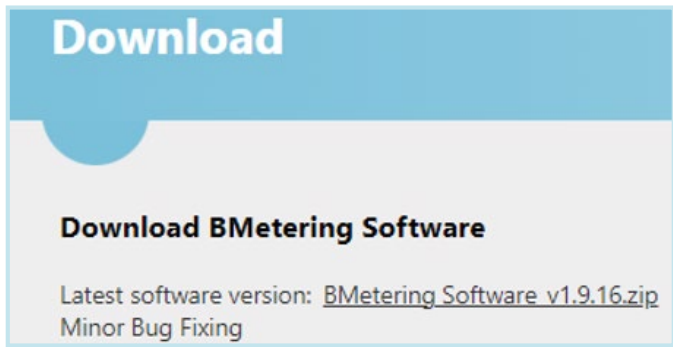 Download
Download BMetering Software
Latest software version: BMetering Software_v1.9.16.zip
Minor Bug Fixing